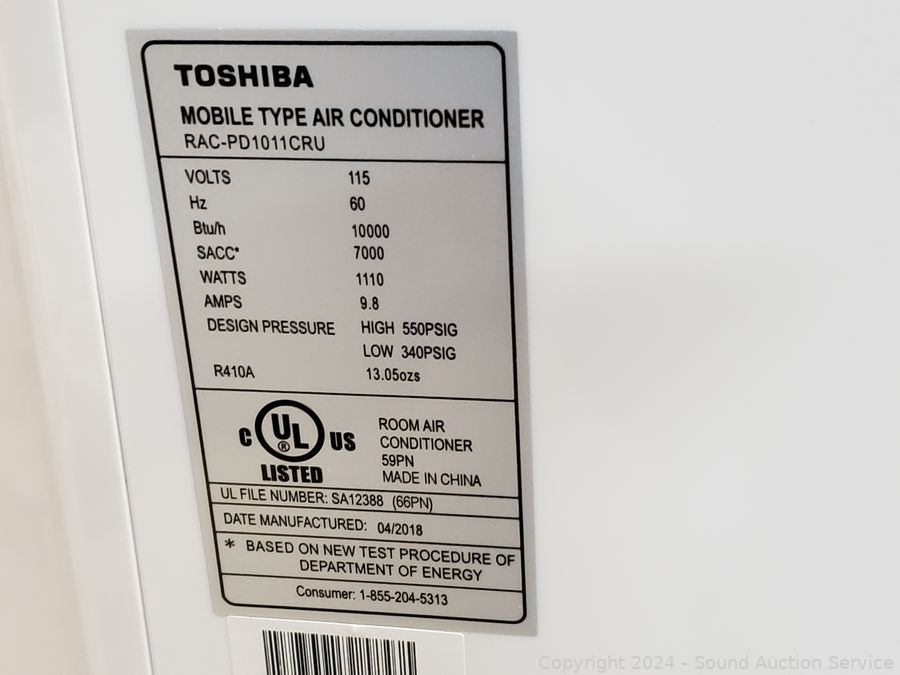 TOSHIBA
MOBILE TYPE AIR CONDITIONER
RAC-PD1011CRU
VOLTS 115
Hz 60
Btu/h 10000
SACC* 7000
WATTS 1110
AMPS 9.8
DESIGN PRESSURE HIGH 550PSIG
LOW 340PSIG
R410A 13.05ozs
C UL ® US
LISTED
ROOM AIR
CONDITIONER
59PN
MADE IN CHINA
UL FILE NUMBER: SA12388 (66PN)
DATE MANUFACTURED: 04/2018
* BASED ON NEW TEST PROCEDURE OF
DEPARTMENT OF ENERGY
Consumer: 1-855-204-5313
Copyright 2024 - Sound Auction Service